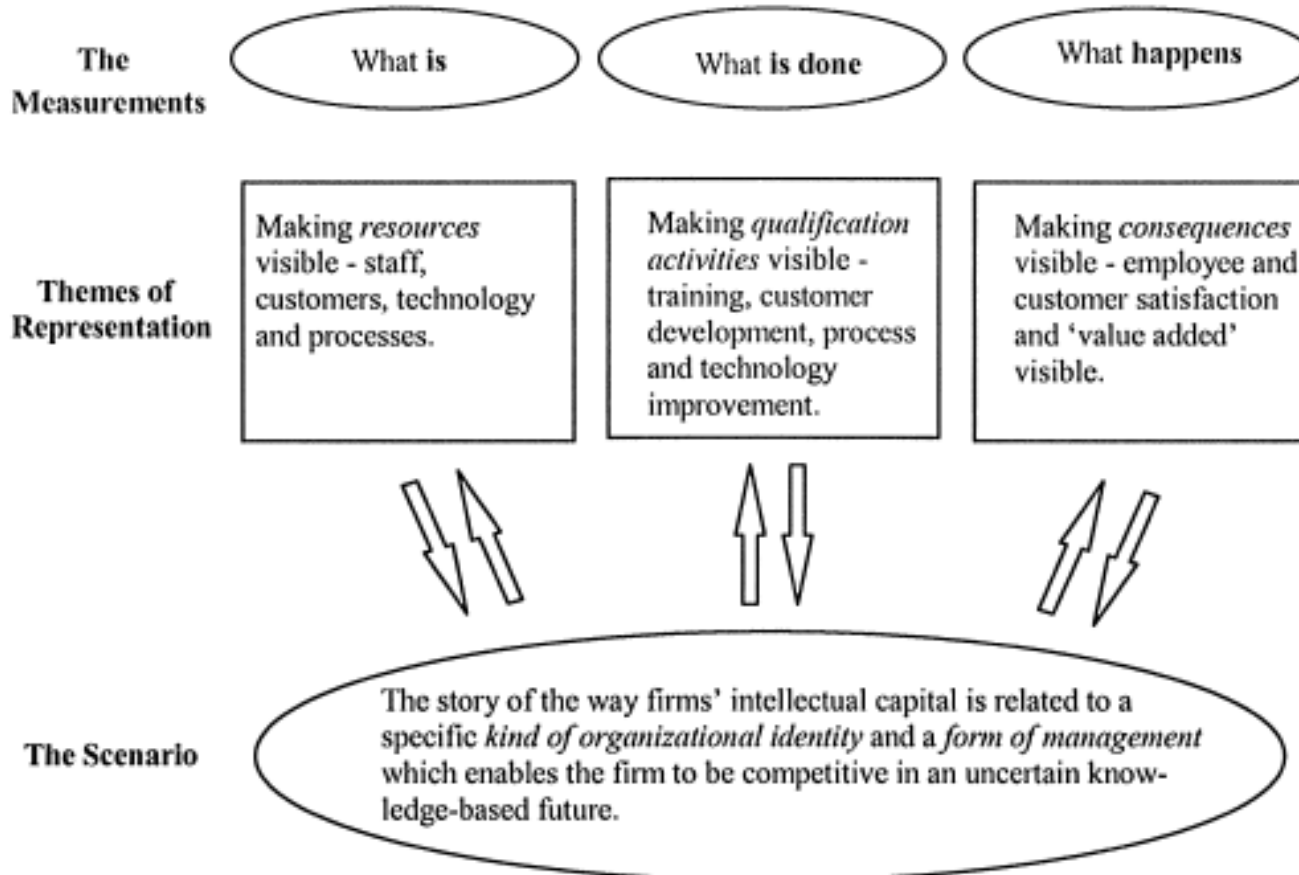 The
Measurements
What is
What is done
What happens
Themes of
Representation
Making resources
visible - staff,
customers, technology
and processes.
Making qualification
activities visible -
training, customer
development, process
and technology
improvement.
Making consequences
visible - employee and
customer satisfaction
and ‘value added’
visible.
The Scenario
The story of the way firms’ intellectual capital is related to a
specific kind of organizational identity and a form of management
which enables the firm to be competitive in an uncertain know-
ledge-based future.